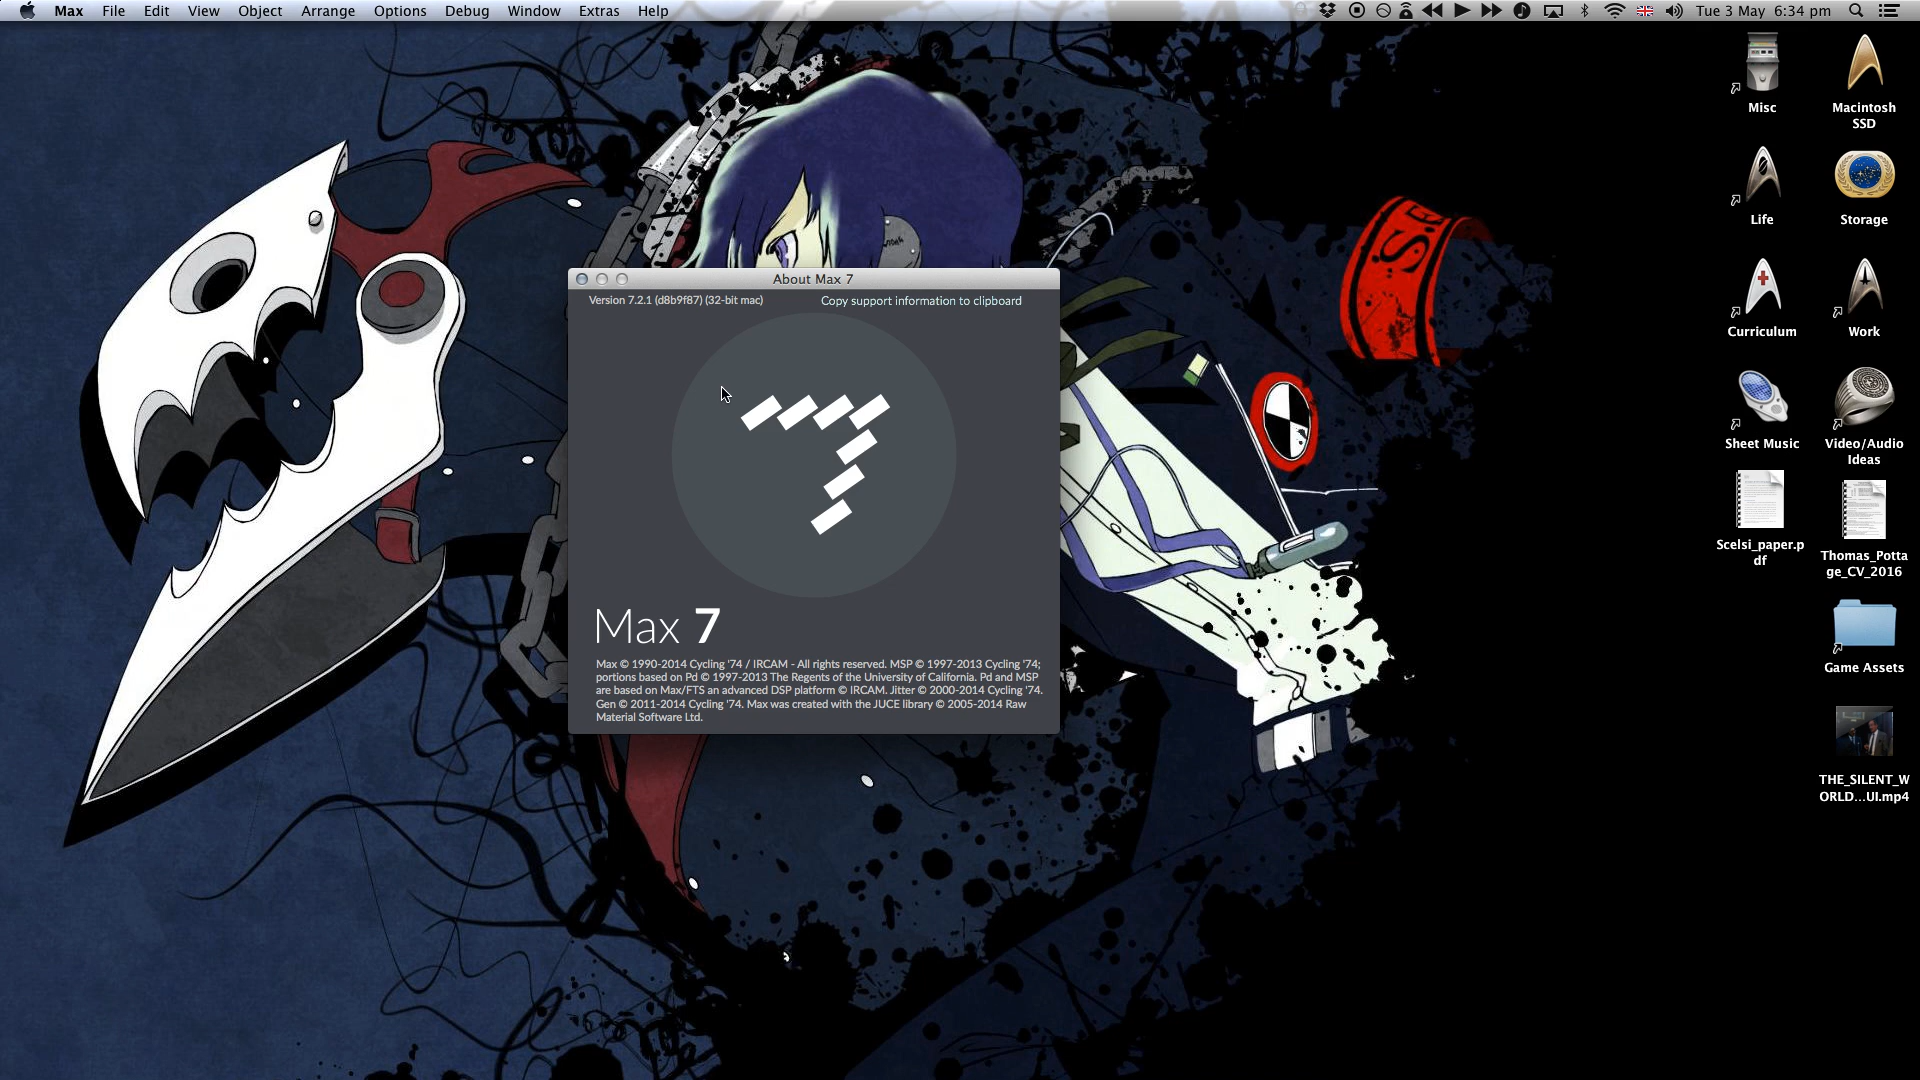 Max File Edit View Object Arrange Options Debug Window Extras Help
Tue 3 May 6:34 pm
Misc
Macintosh
SSD
Life
Storage
Curriculum
Work
Sheet Music
Video/Audio
Ideas
Scelsi_paper.p
df
Thomas_Potta
ge_CV_2016
Game Assets
THE_SILENT_W
ORLD...UI.mp4
About Max 7
Version 7.2.1 (d8b9f87) (32-bit mac)
Copy support information to clipboard
Max 7
Max © 1990-2014 Cycling '74 / IRCAM - All rights reserved. MSP © 1997-2013 Cycling '74;
portions based on Pd © 1997-2013 The Regents of the University of California. Pd and MSP
are based on Max/FTS an advanced DSP platform © IRCAM. Jitter © 2000-2014 Cycling '74.
Gen © 2011-2014 Cycling '74. Max was created with the JUCE library © 2005-2014 Raw
Material Software Ltd.